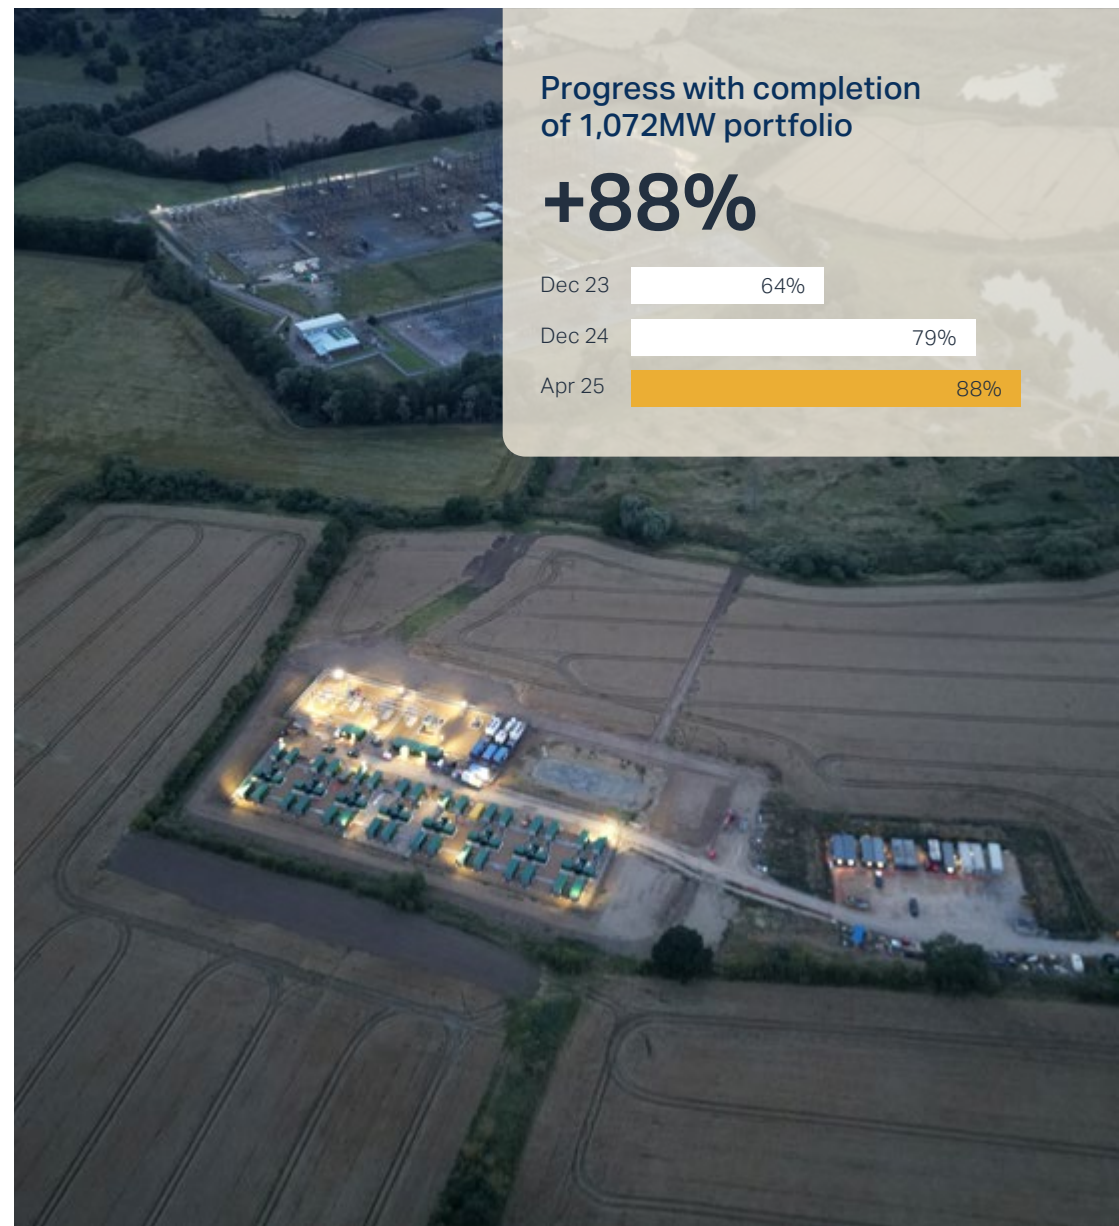 Progress with completion
of 1,072MW portfolio
+88%
Dec 23 64%
Dec 24 79%
Apr 25 88%